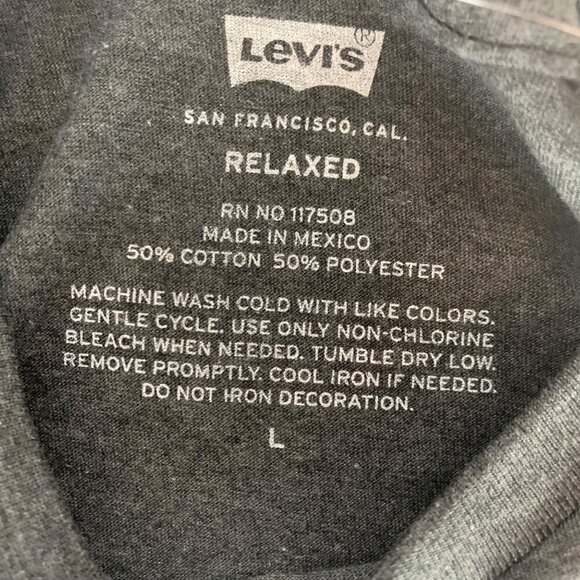 Levi's ®
SAN FRANCISCO, CAL.
RELAXED
RN NO 117508
MADE IN MEXICO
50% COTTON 50% POLYESTER
MACHINE WASH COLD WITH LIKE COLORS.
GENTLE CYCLE. USE ONLY NON-CHLORINE
BLEACH WHEN NEEDED. TUMBLE DRY LOW.
REMOVE PROMPTLY. COOL IRON IF NEEDED.
DO NOT IRON DECORATION.
L